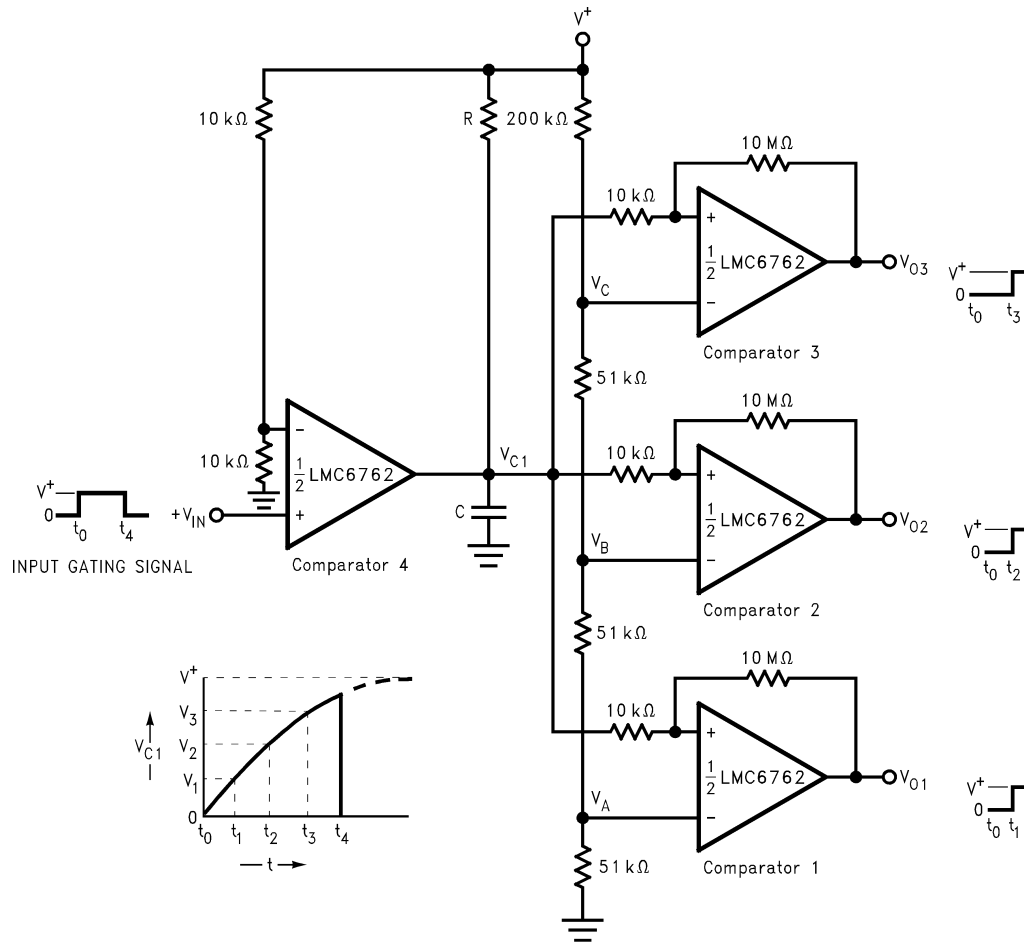 V+
10 kΩ
R
200 kΩ
10 MΩ
10 kΩ
+
1/2 LMC6762
−
VO3
V+
0
t0
t3
VC
Comparator 3
51 kΩ
10 MΩ
10 kΩ
+
1/2 LMC6762
−
VO2
V+
0
t0
t2
VB
Comparator 2
−
10 kΩ
1/2 LMC6762
+
VC1
C
V+
0
t0
t4
+VIN
INPUT GATING SIGNAL
Comparator 4
51 kΩ
10 MΩ
10 kΩ
+
1/2 LMC6762
−
VO1
V+
0
t0
t1
VA
Comparator 1
51 kΩ
V+
V3
V2
V1
0
VC1
t0 t1 t2 t3 t4
t